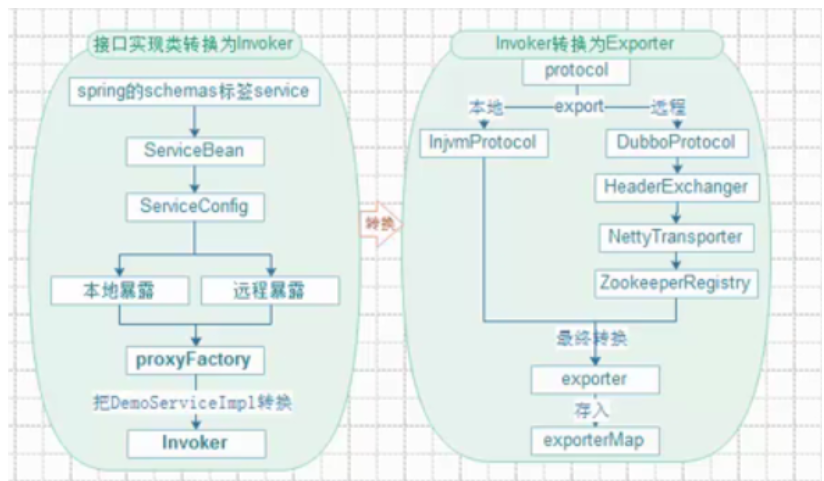 接口实现类转换为Invoker
spring的schemas标签service
ServiceBean
ServiceConfig
本地暴露
远程暴露
proxyFactory
把DemoServiceImpl转换
Invoker
转换
Invoker转换为Exporter
protocol
本地
export
远程
InjvmProtocol
DubboProtocol
HeaderExchanger
NettyTransporter
ZookeeperRegistry
最终转换
exporter
存入
exporterMap